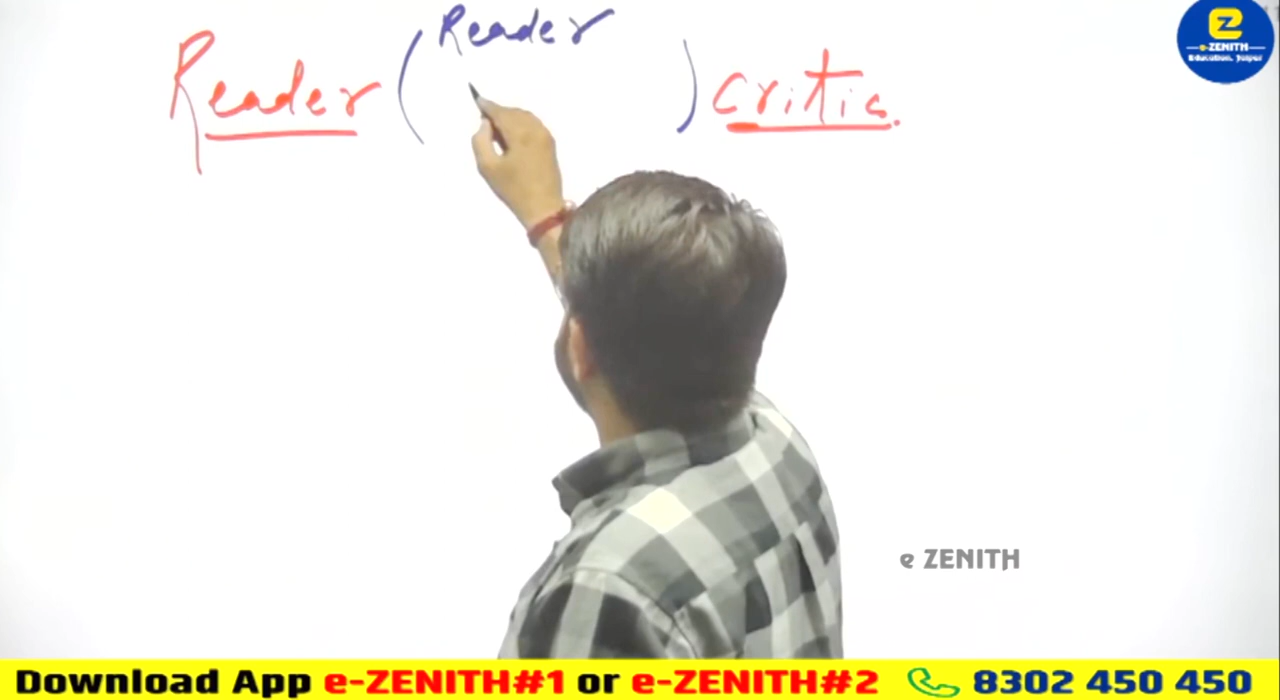 Reader ( Reader ) critic.
e-ZENITH
Education, Jaipur
e ZENITH
Download App e-ZENITH#1 or e-ZENITH#2 8302 450 450